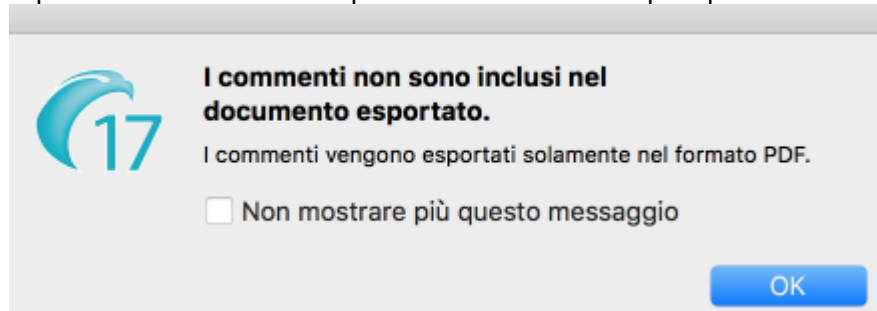 17
I commenti non sono inclusi nel
documento esportato.
I commenti vengono esportati solamente nel formato PDF.
Non mostrare più questo messaggio
OK